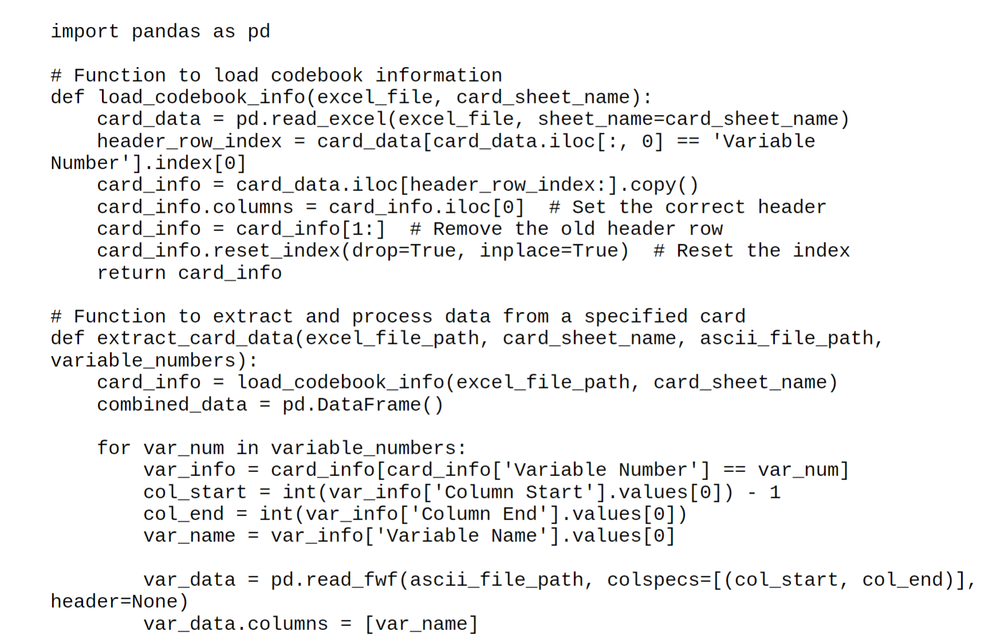 import pandas as pd

# Function to load codebook information
def load_codebook_info(excel_file, card_sheet_name):
    card_data = pd.read_excel(excel_file, sheet_name=card_sheet_name)
    header_row_index = card_data[card_data.iloc[:, 0] == 'Variable
Number'].index[0]
    card_info = card_data.iloc[header_row_index:].copy()
    card_info.columns = card_info.iloc[0]  # Set the correct header
    card_info = card_info[1:]  # Remove the old header row
    card_info.reset_index(drop=True, inplace=True)  # Reset the index
    return card_info

# Function to extract and process data from a specified card
def extract_card_data(excel_file_path, card_sheet_name, ascii_file_path,
variable_numbers):
    card_info = load_codebook_info(excel_file_path, card_sheet_name)
    combined_data = pd.DataFrame()

    for var_num in variable_numbers:
        var_info = card_info[card_info['Variable Number'] == var_num]
        col_start = int(var_info['Column Start'].values[0]) - 1
        col_end = int(var_info['Column End'].values[0])
        var_name = var_info['Variable Name'].values[0]

        var_data = pd.read_fwf(ascii_file_path, colspecs=[(col_start, col_end)],
header=None)
        var_data.columns = [var_name]